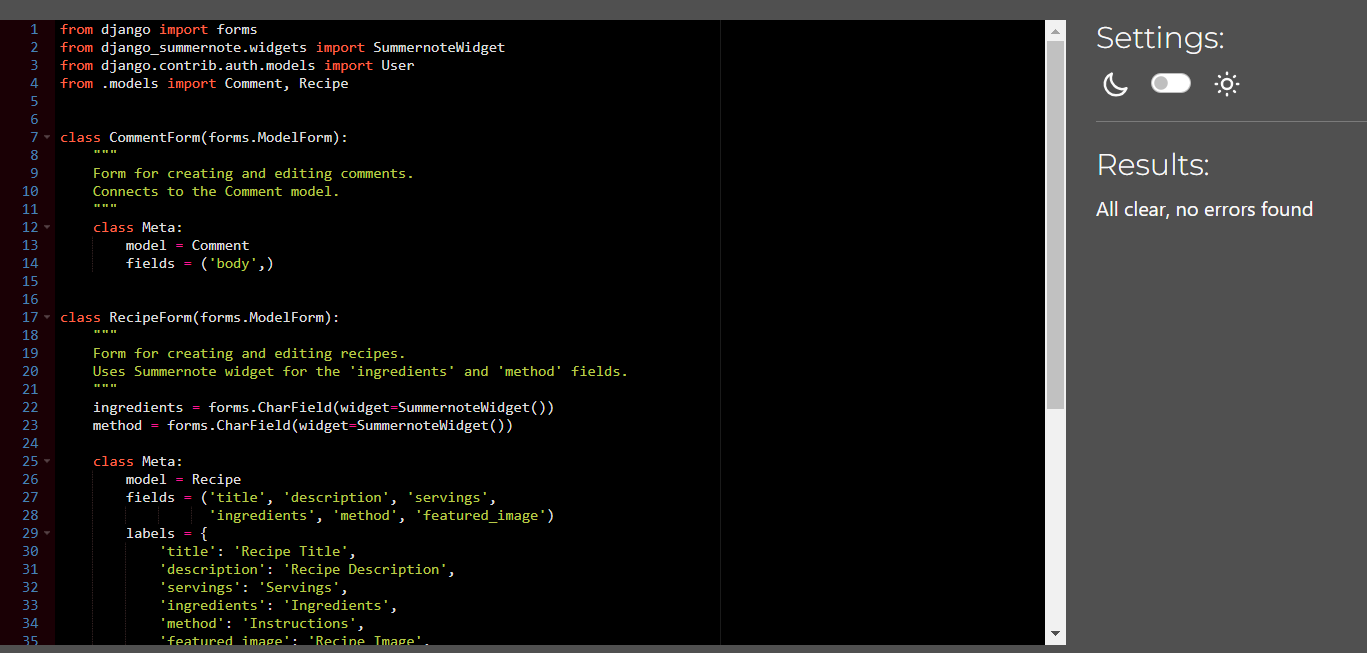 1 from django import forms
2 from django_summernote.widgets import SummernoteWidget
3 from django.contrib.auth.models import User
4 from .models import Comment, Recipe
5
6
7 class CommentForm(forms.ModelForm):
8     """
9     Form for creating and editing comments.
10     Connects to the Comment model.
11     """
12     class Meta:
13         model = Comment
14         fields = ('body',)
15
16
17 class RecipeForm(forms.ModelForm):
18     """
19     Form for creating and editing recipes.
20     Uses Summernote widget for the 'ingredients' and 'method' fields.
21     """
22     ingredients = forms.CharField(widget=SummernoteWidget())
23     method = forms.CharField(widget=SummernoteWidget())
24
25     class Meta:
26         model = Recipe
27         fields = ('title', 'description', 'servings',
28                   'ingredients', 'method', 'featured_image')
29         labels = {
30             'title': 'Recipe Title',
31             'description': 'Recipe Description',
32             'servings': 'Servings',
33             'ingredients': 'Ingredients',
34             'method': 'Instructions',
35             'featured_image': 'Recipe Image',
Settings:
Results:
All clear, no errors found